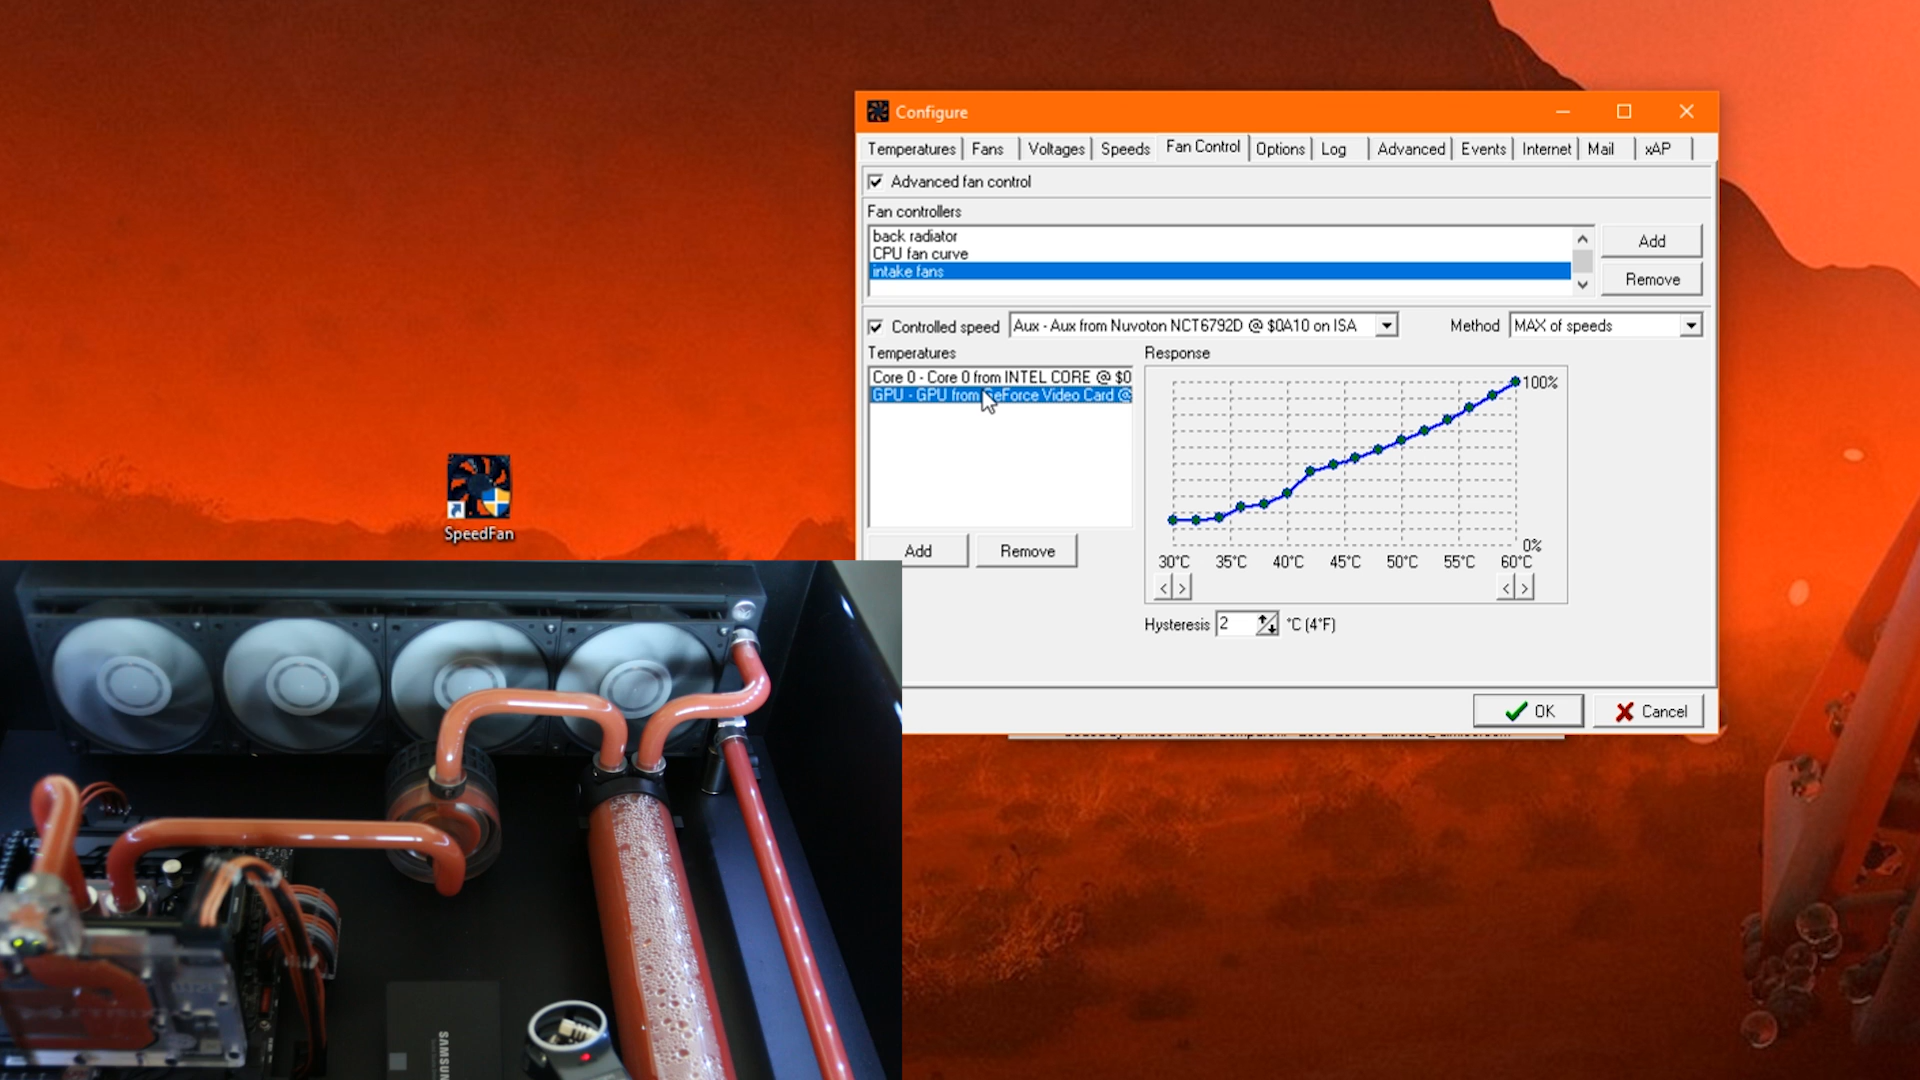 Configure
Temperatures
Fans
Voltages
Speeds
Fan Control
Options
Log
Advanced
Events
Internet
Mail
xAP
Advanced fan control
Fan controllers
back radiator
CPU fan curve
intake fans
Add
Remove
Controlled speed
Aux - Aux from Nuvoton NCT6792D @ $0A10 on ISA
Method
MAX of speeds
Temperatures
Core 0 - Core 0 from INTEL CORE @ $0
GPU - GPU from GeForce Video Card @
Add
Remove
Response
100%
0%
30°C 35°C 40°C 45°C 50°C 55°C 60°C
Hysteresis 2 °C (4°F)
OK
Cancel
SpeedFan
SAMSUN